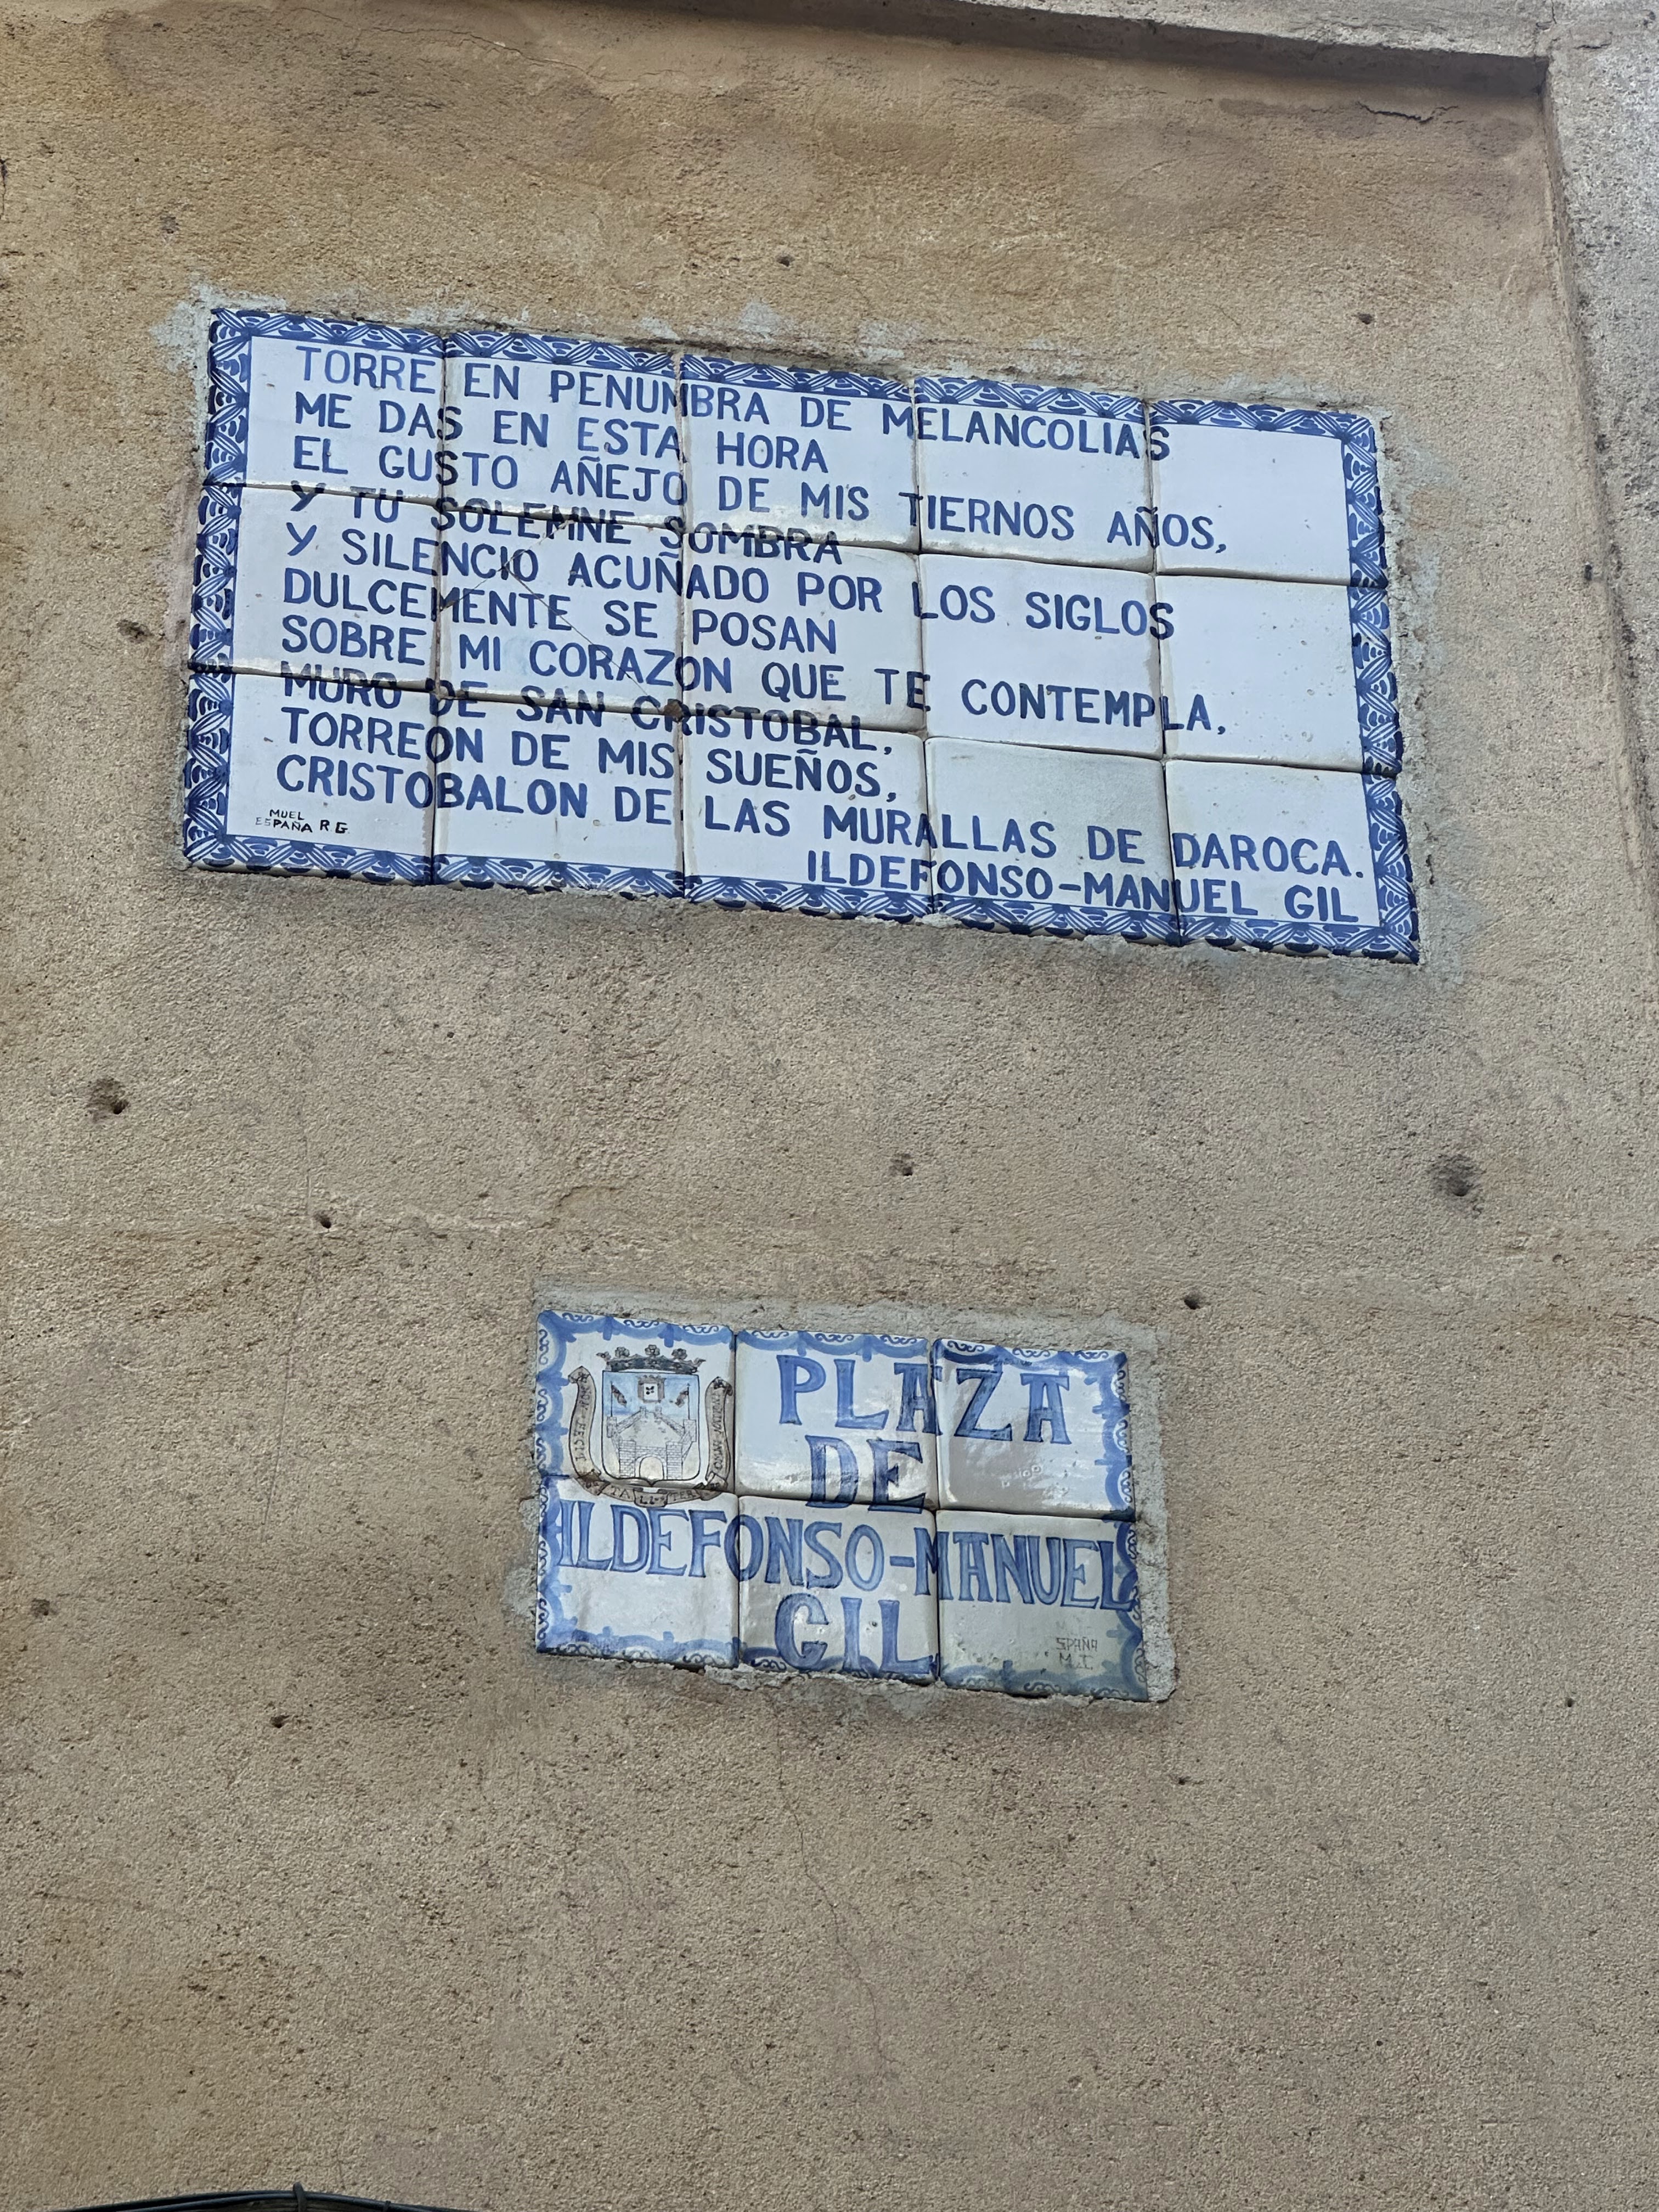 TORRE EN PENUMBRA DE MELANCOLIAS
ME DAS EN ESTA HORA
EL GUSTO AÑEJO DE MIS TIERNOS AÑOS,
Y TU SOLEMNE SOMBRA
Y SILENCIO ACUÑADO POR LOS SIGLOS
DULCEMENTE SE POSAN
SOBRE MI CORAZON QUE TE CONTEMPLA,
MURO DE SAN CRISTOBAL,
TORREON DE MIS SUEÑOS,
CRISTOBALON DE LAS MURALLAS DE DAROCA.
ILDEFONSO-MANUEL GIL
MUEL
ESPAÑA R G
PLAZA
DE
ILDEFONSO-MANUEL
GIL
SPAÑA